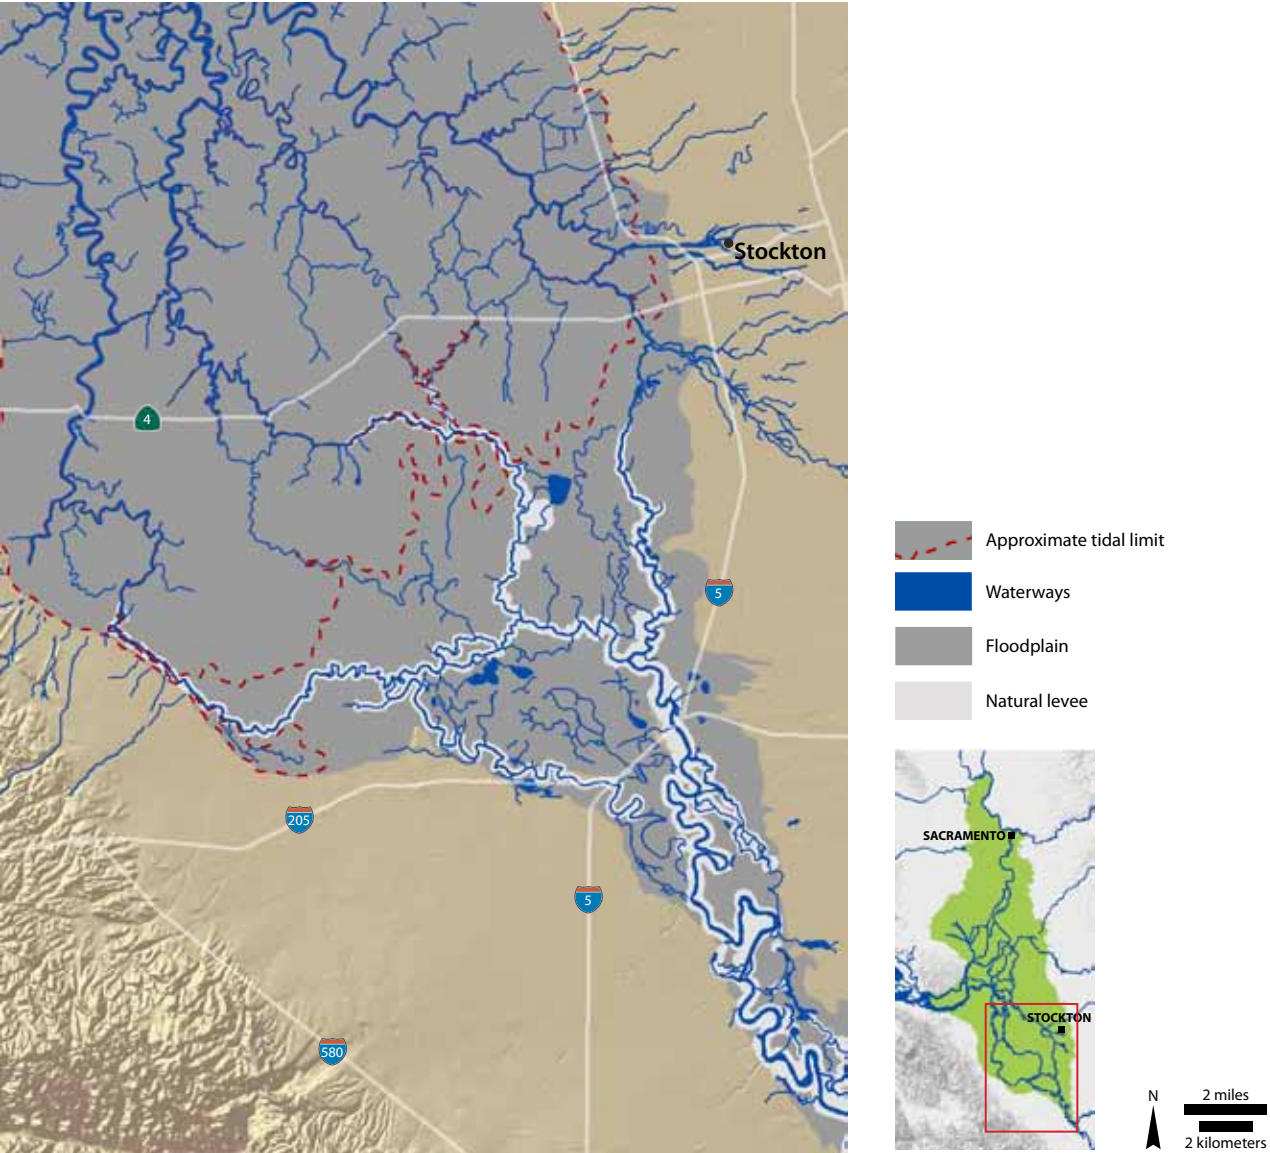 Stockton
4
5
205
5
580
Approximate tidal limit
Waterways
Floodplain
Natural levee
SACRAMENTO
STOCKTON
N
2 miles
2 kilometers